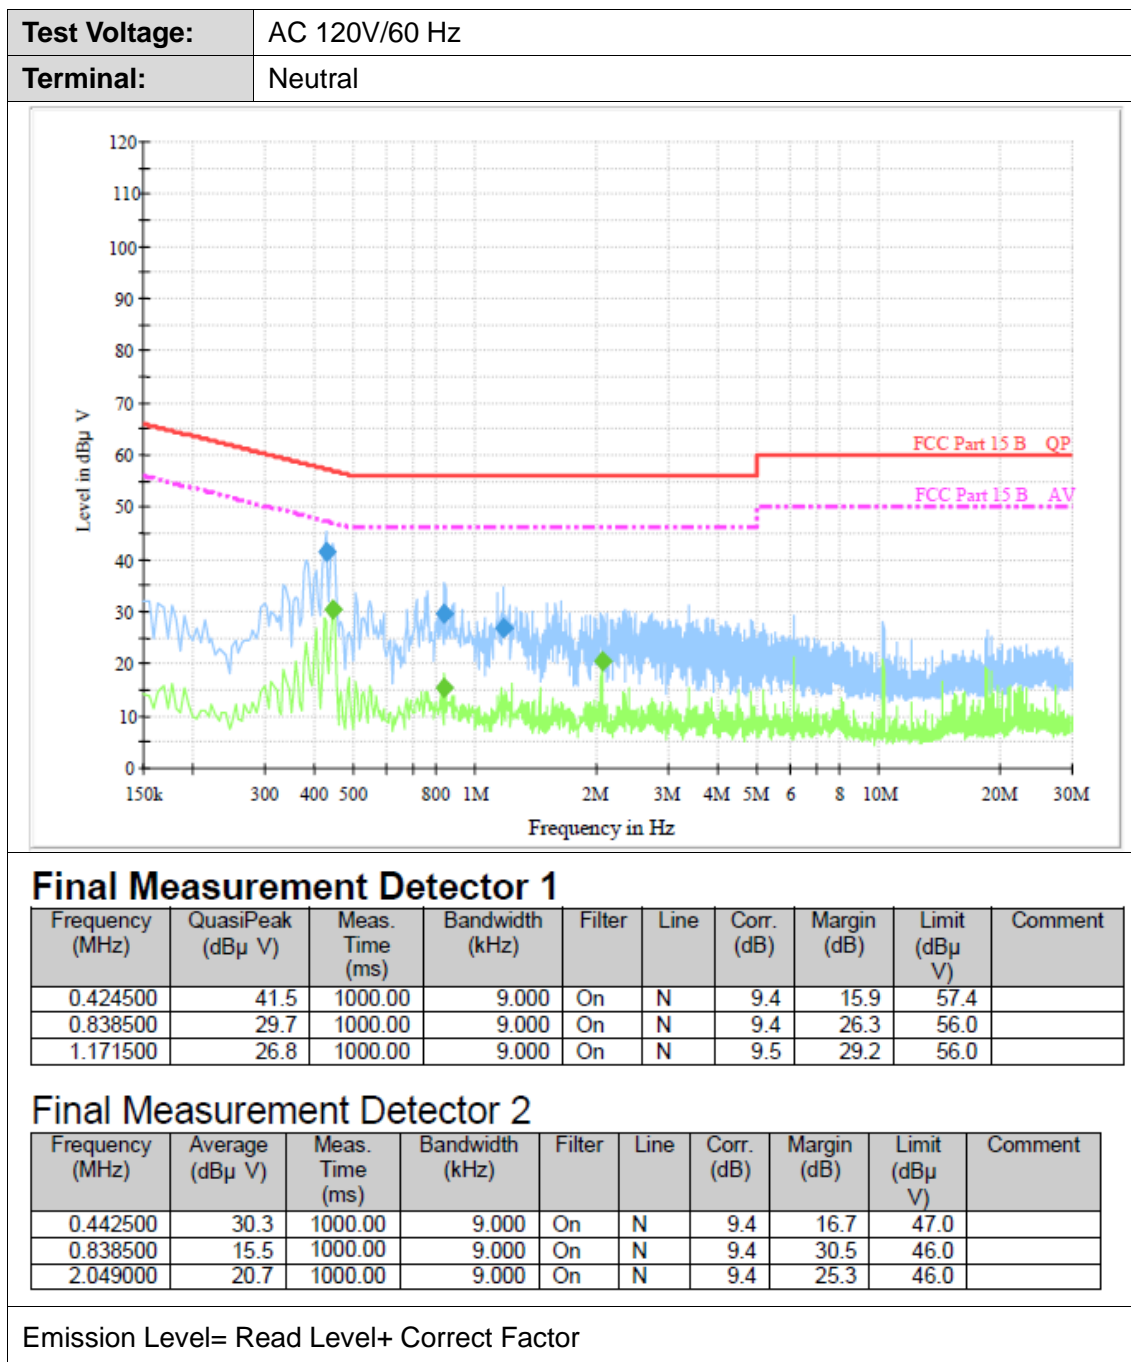 Test Voltage: AC 120V/60 Hz
Terminal: Neutral
120
110
100
90
80
70
60
50
40
30
20
10
0
Level in dBµ V
FCC Part 15 B QP
FCC Part 15 B AV
150k 300 400 500 800 1M 2M 3M 4M 5M 6 8 10M 20M 30M
Frequency in Hz
Final Measurement Detector 1
Frequency (MHz) QuasiPeak (dBµ V) Meas. Time (ms) Bandwidth (kHz) Filter Line Corr. (dB) Margin (dB) Limit (dBµ V) Comment
0.424500 41.5 1000.00 9.000 On N 9.4 15.9 57.4
0.838500 29.7 1000.00 9.000 On N 9.4 26.3 56.0
1.171500 26.8 1000.00 9.000 On N 9.5 29.2 56.0
Final Measurement Detector 2
Frequency (MHz) Average (dBµ V) Meas. Time (ms) Bandwidth (kHz) Filter Line Corr. (dB) Margin (dB) Limit (dBµ V) Comment
0.442500 30.3 1000.00 9.000 On N 9.4 16.7 47.0
0.838500 15.5 1000.00 9.000 On N 9.4 30.5 46.0
2.049000 20.7 1000.00 9.000 On N 9.4 25.3 46.0
Emission Level= Read Level+ Correct Factor